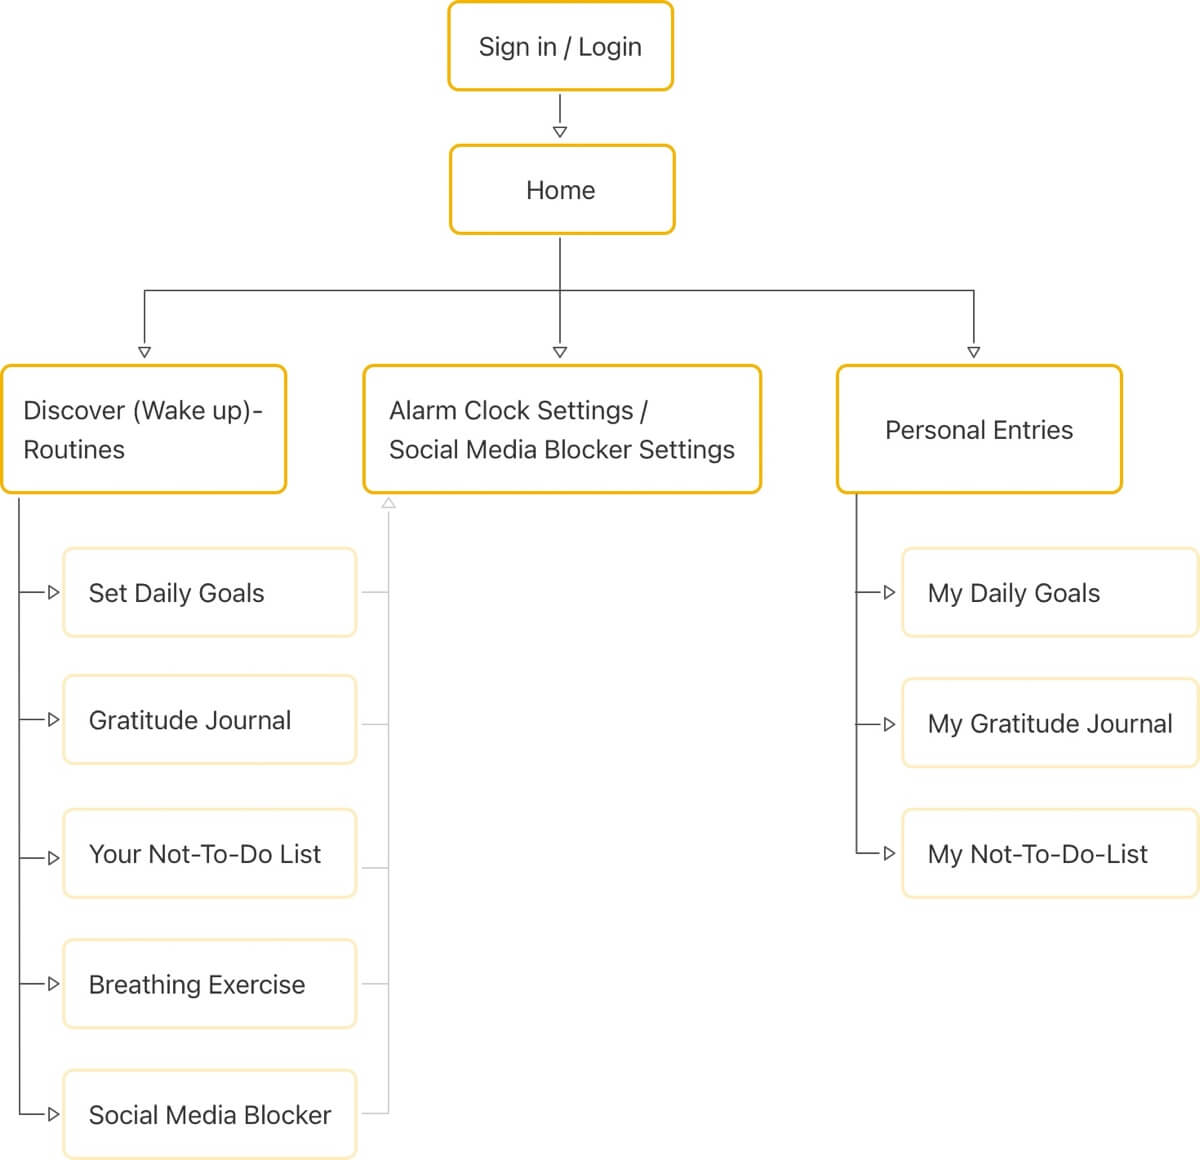 Sign in / Login
Home
Discover (Wake up)-
Routines
Alarm Clock Settings /
Social Media Blocker Settings
Personal Entries
Set Daily Goals
Gratitude Journal
Your Not-To-Do List
Breathing Exercise
Social Media Blocker
My Daily Goals
My Gratitude Journal
My Not-To-Do-List